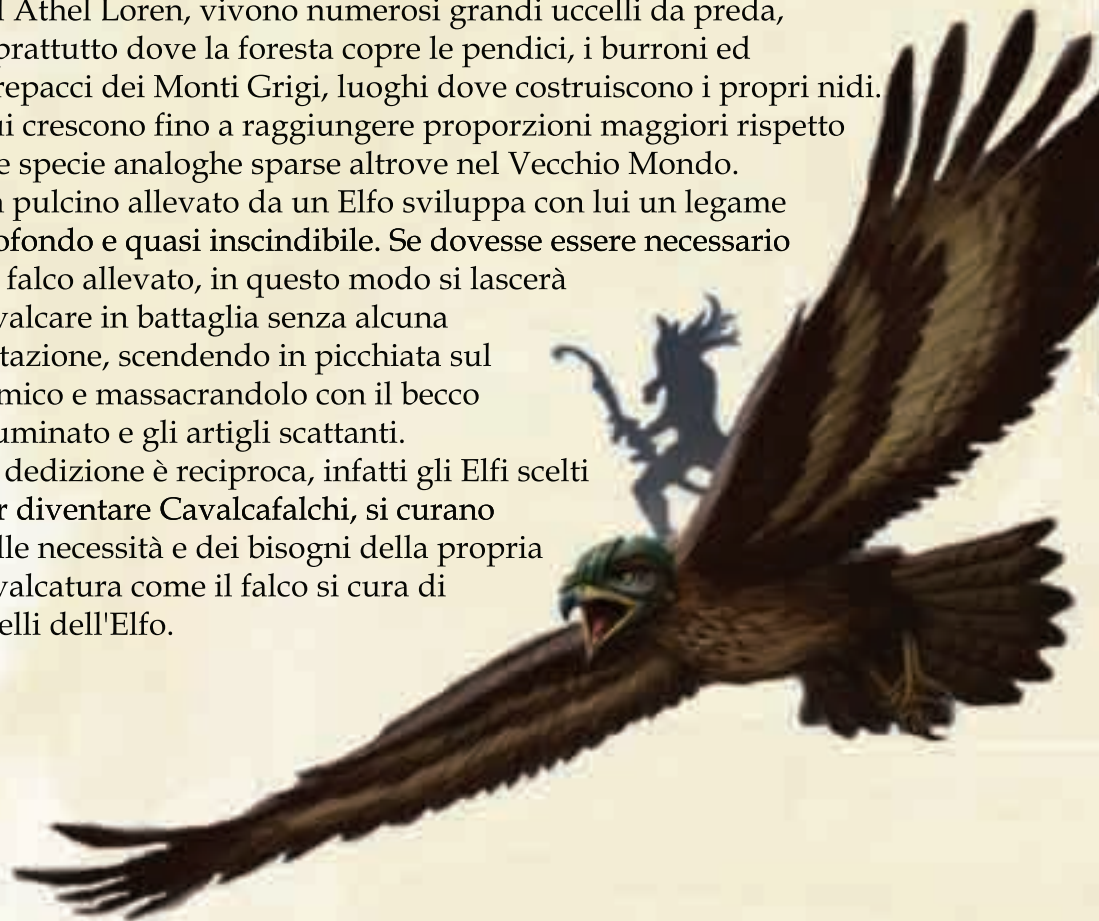 Athel Loren, vivono numerosi grandi uccelli da preda,
prattutto dove la foresta copre le pendici, i burroni ed
repacci dei Monti Grigi, luoghi dove costruiscono i propri nidi.
ui crescono fino a raggiungere proporzioni maggiori rispetto
e specie analoghe sparse altrove nel Vecchio Mondo.
pulcino allevato da un Elfo sviluppa con lui un legame
ofondo e quasi inscindibile. Se dovesse essere necessario
falco allevato, in questo modo si lascerà
valcare in battaglia senza alcuna
tazione, scendendo in picchiata sul
mico e massacrandolo con il becco
uminato e gli artigli scattanti.
dedizione è reciproca, infatti gli Elfi scelti
r diventare Cavalcafalchi, si curano
lle necessità e dei bisogni della propria
valcatura come il falco si cura di
elli dell'Elfo.